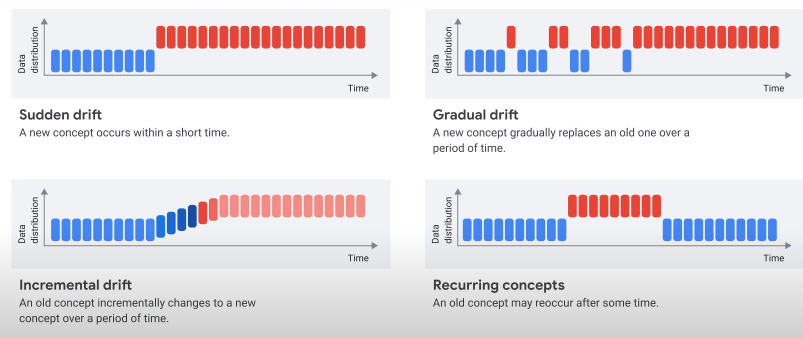 Data
distribution
Time
Sudden drift
A new concept occurs within a short time.
Data
distribution
Time
Gradual drift
A new concept gradually replaces an old one over a
period of time.
Data
distribution
Time
Incremental drift
An old concept incrementally changes to a new
concept over a period of time.
Data
distribution
Time
Recurring concepts
An old concept may reoccur after some time.